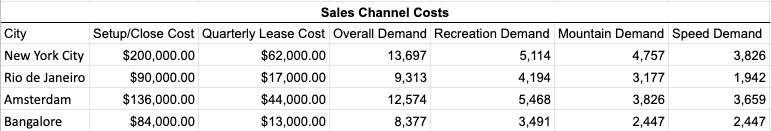 Sales Channel Costs
City Setup/Close Cost Quarterly Lease Cost Overall Demand Recreation Demand Mountain Demand Speed Demand
New York City $200,000.00 $62,000.00 13,697 5,114 4,757 3,826
Rio de Janeiro $90,000.00 $17,000.00 9,313 4,194 3,177 1,942
Amsterdam $136,000.00 $44,000.00 12,574 5,468 3,826 3,659
Bangalore $84,000.00 $13,000.00 8,377 3,491 2,447 2,447